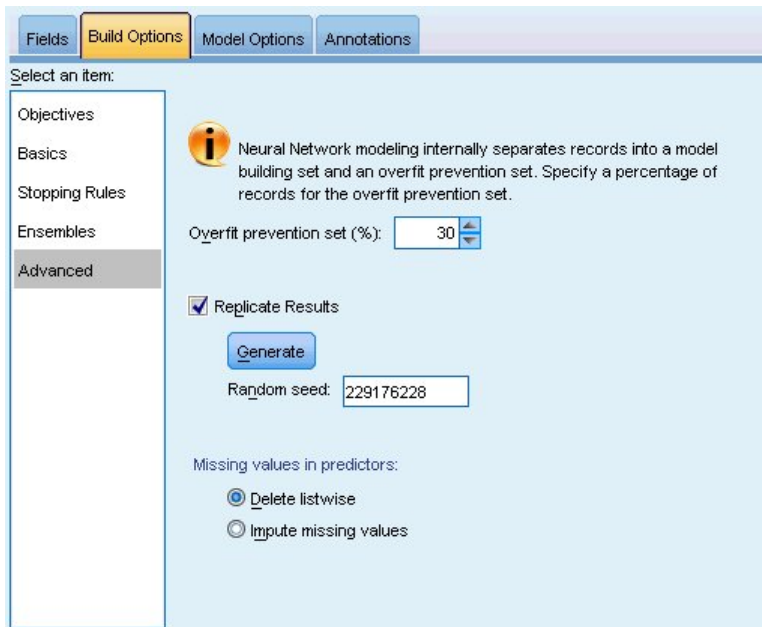 Fields
Build Options
Model Options
Annotations
Select an item:
Objectives
Basics
Stopping Rules
Ensembles
Advanced
Neural Network modeling internally separates records into a model
building set and an overfit prevention set. Specify a percentage of
records for the overfit prevention set.
Overfit prevention set (%): 30
Replicate Results
Generate
Random seed: 229176228
Missing values in predictors:
Delete listwise
Impute missing values